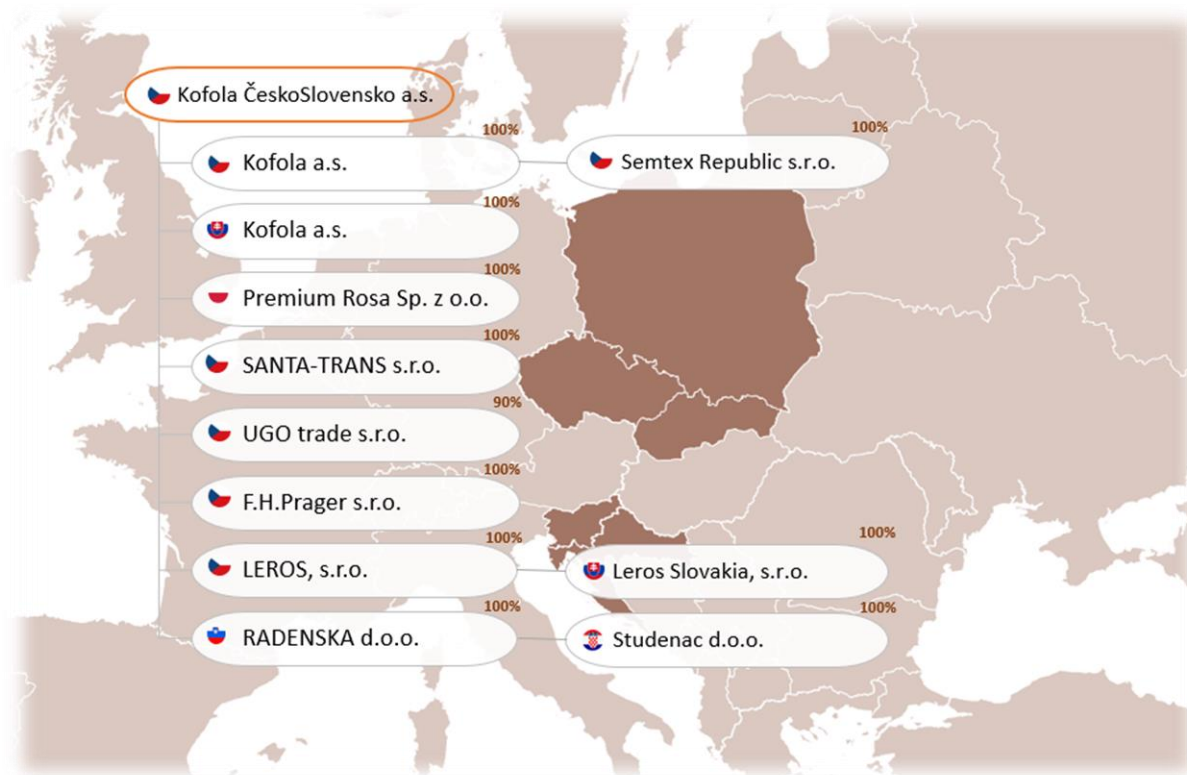 Kofola ČeskoSlovensko a.s.
100%
Kofola a.s.
100%
Semtex Republic s.r.o.
100%
Kofola a.s.
100%
Premium Rosa Sp. z o.o.
100%
SANTA-TRANS s.r.o.
90%
UGO trade s.r.o.
100%
F.H.Prager s.r.o.
100%
LEROS, s.r.o.
100%
Leros Slovakia, s.r.o.
100%
RADENSKA d.o.o.
100%
Studenac d.o.o.